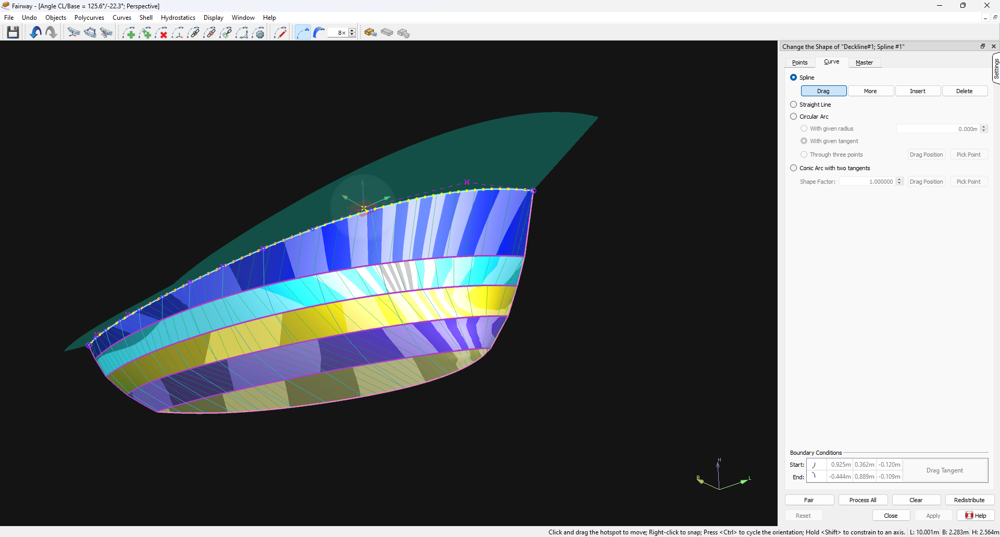 Fairway - [Angle CL/Base = 125.6°/-22.3°; Perspective]
File Undo Objects Polycurves Curves Shell Hydrostatics Display Window Help
8×
Change the Shape of "Deckline#1; Spline #1"
Settings
Points Curve Master
Spline
Drag More Insert Delete
Straight Line
Circular Arc
With given radius 0.000m
With given tangent
Through three points Drag Position Pick Point
Conic Arc with two tangents
Shape Factor: 1.000000 Drag Position Pick Point
H
B
L
Boundary Conditions
Start: 0.925m 0.362m -0.120m
Drag Tangent
End: -0.444m 0.889m -0.109m
Fair Process All Clear Redistribute
Reset Close Apply Help
Click and drag the hotspot to move; Right-click to snap; Press <Ctrl> to cycle the orientation; Hold <Shift> to constrain to an axis. L: 10.001m B: 2.283m H: 2.564m